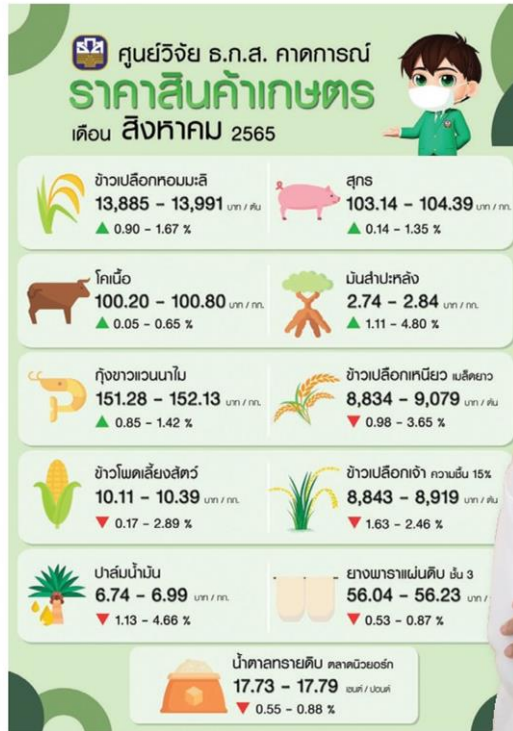 ศูนย์วิจัย ธ.ก.ส. คาดการณ์
ราคาสินค้าเกษตร
เดือน สิงหาคม 2565
ข้าวเปลือกหอมมะลิ
13,885 - 13,991 บาท / ตัน
▲ 0.90 - 1.67 %
สุกร
103.14 - 104.39 บาท / กก.
▲ 0.14 - 1.35 %
โคเนื้อ
100.20 - 100.80 บาท / กก.
▲ 0.05 - 0.65 %
มันสำปะหลัง
2.74 - 2.84 บาท / กก.
▲ 1.11 - 4.80 %
กุ้งขาวแวนนาไม
151.28 - 152.13 บาท / กก.
▲ 0.85 - 1.42 %
ข้าวเปลือกเหนียว เมล็ดยาว
8,834 - 9,079 บาท / ตัน
▼ 0.98 - 3.65 %
ข้าวโพดเลี้ยงสัตว์
10.11 - 10.39 บาท / กก.
▼ 0.17 - 2.89 %
ข้าวเปลือกเจ้า ความชื้น 15%
8,843 - 8,919 บาท / ตัน
▼ 1.63 - 2.46 %
ปาล์มน้ำมัน
6.74 - 6.99 บาท / กก.
▼ 1.13 - 4.66 %
ยางพาราแผ่นดิบ ชั้น 3
56.04 - 56.23 บาท /
▼ 0.53 - 0.87 %
น้ำตาลทรายดิบ ตลาดนิวยอร์ก
17.73 - 17.79 เซนต์ / ปอนด์
▼ 0.55 - 0.88 %